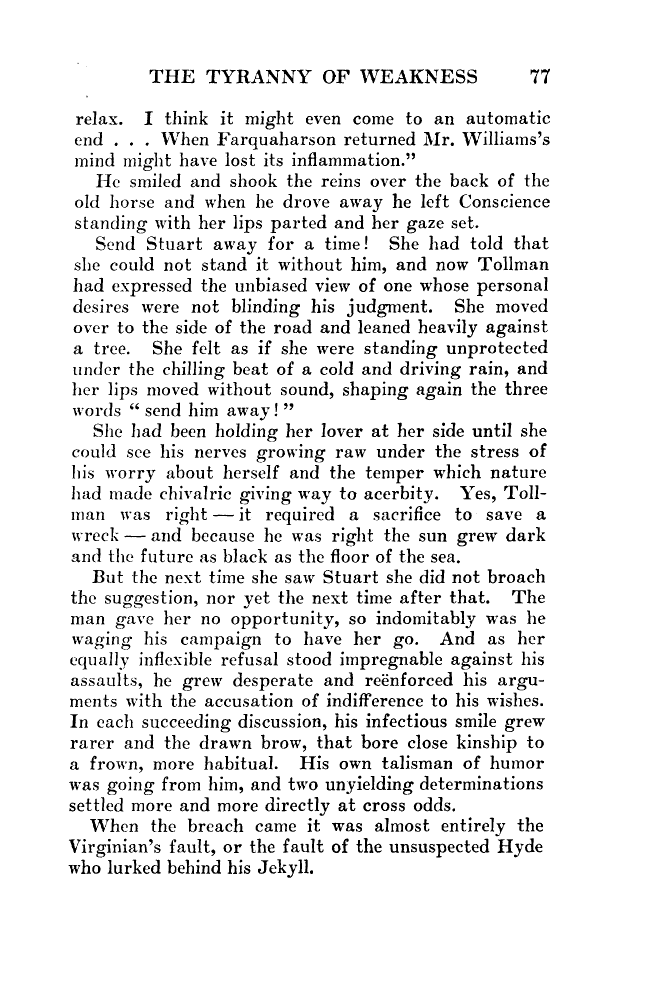 THE TYRANNY OF WEAKNESS 77
relax. I think it might even come to an automatic
end . . . When Farquaharson returned Mr. Williams's
mind might have lost its inflammation."
He smiled and shook the reins over the back of the
old horse and when he drove away he left Conscience
standing with her lips parted and her gaze set.
Send Stuart away for a time! She had told that
she could not stand it without him, and now Tollman
had expressed the unbiased view of one whose personal
desires were not blinding his judgment. She moved
over to the side of the road and leaned heavily against
a tree. She felt as if she were standing unprotected
under the chilling beat of a cold and driving rain, and
her lips moved without sound, shaping again the three
words “ send him away! ”
She had been holding her lover at her side until she
could see his nerves growing raw under the stress of
his worry about herself and the temper which nature
had made chivalric giving way to acerbity. Yes, Toll-
man was right — it required a sacrifice to save a
wreck — and because he was right the sun grew dark
and the future as black as the floor of the sea.
But the next time she saw Stuart she did not broach
the suggestion, nor yet the next time after that. The
man gave her no opportunity, so indomitably was he
waging his campaign to have her go. And as her
equally inflexible refusal stood impregnable against his
assaults, he grew desperate and reënforced his argu-
ments with the accusation of indifference to his wishes.
In each succeeding discussion, his infectious smile grew
rarer and the drawn brow, that bore close kinship to
a frown, more habitual. His own talisman of humor
was going from him, and two unyielding determinations
settled more and more directly at cross odds.
When the breach came it was almost entirely the
Virginian's fault, or the fault of the unsuspected Hyde
who lurked behind his Jekyll.